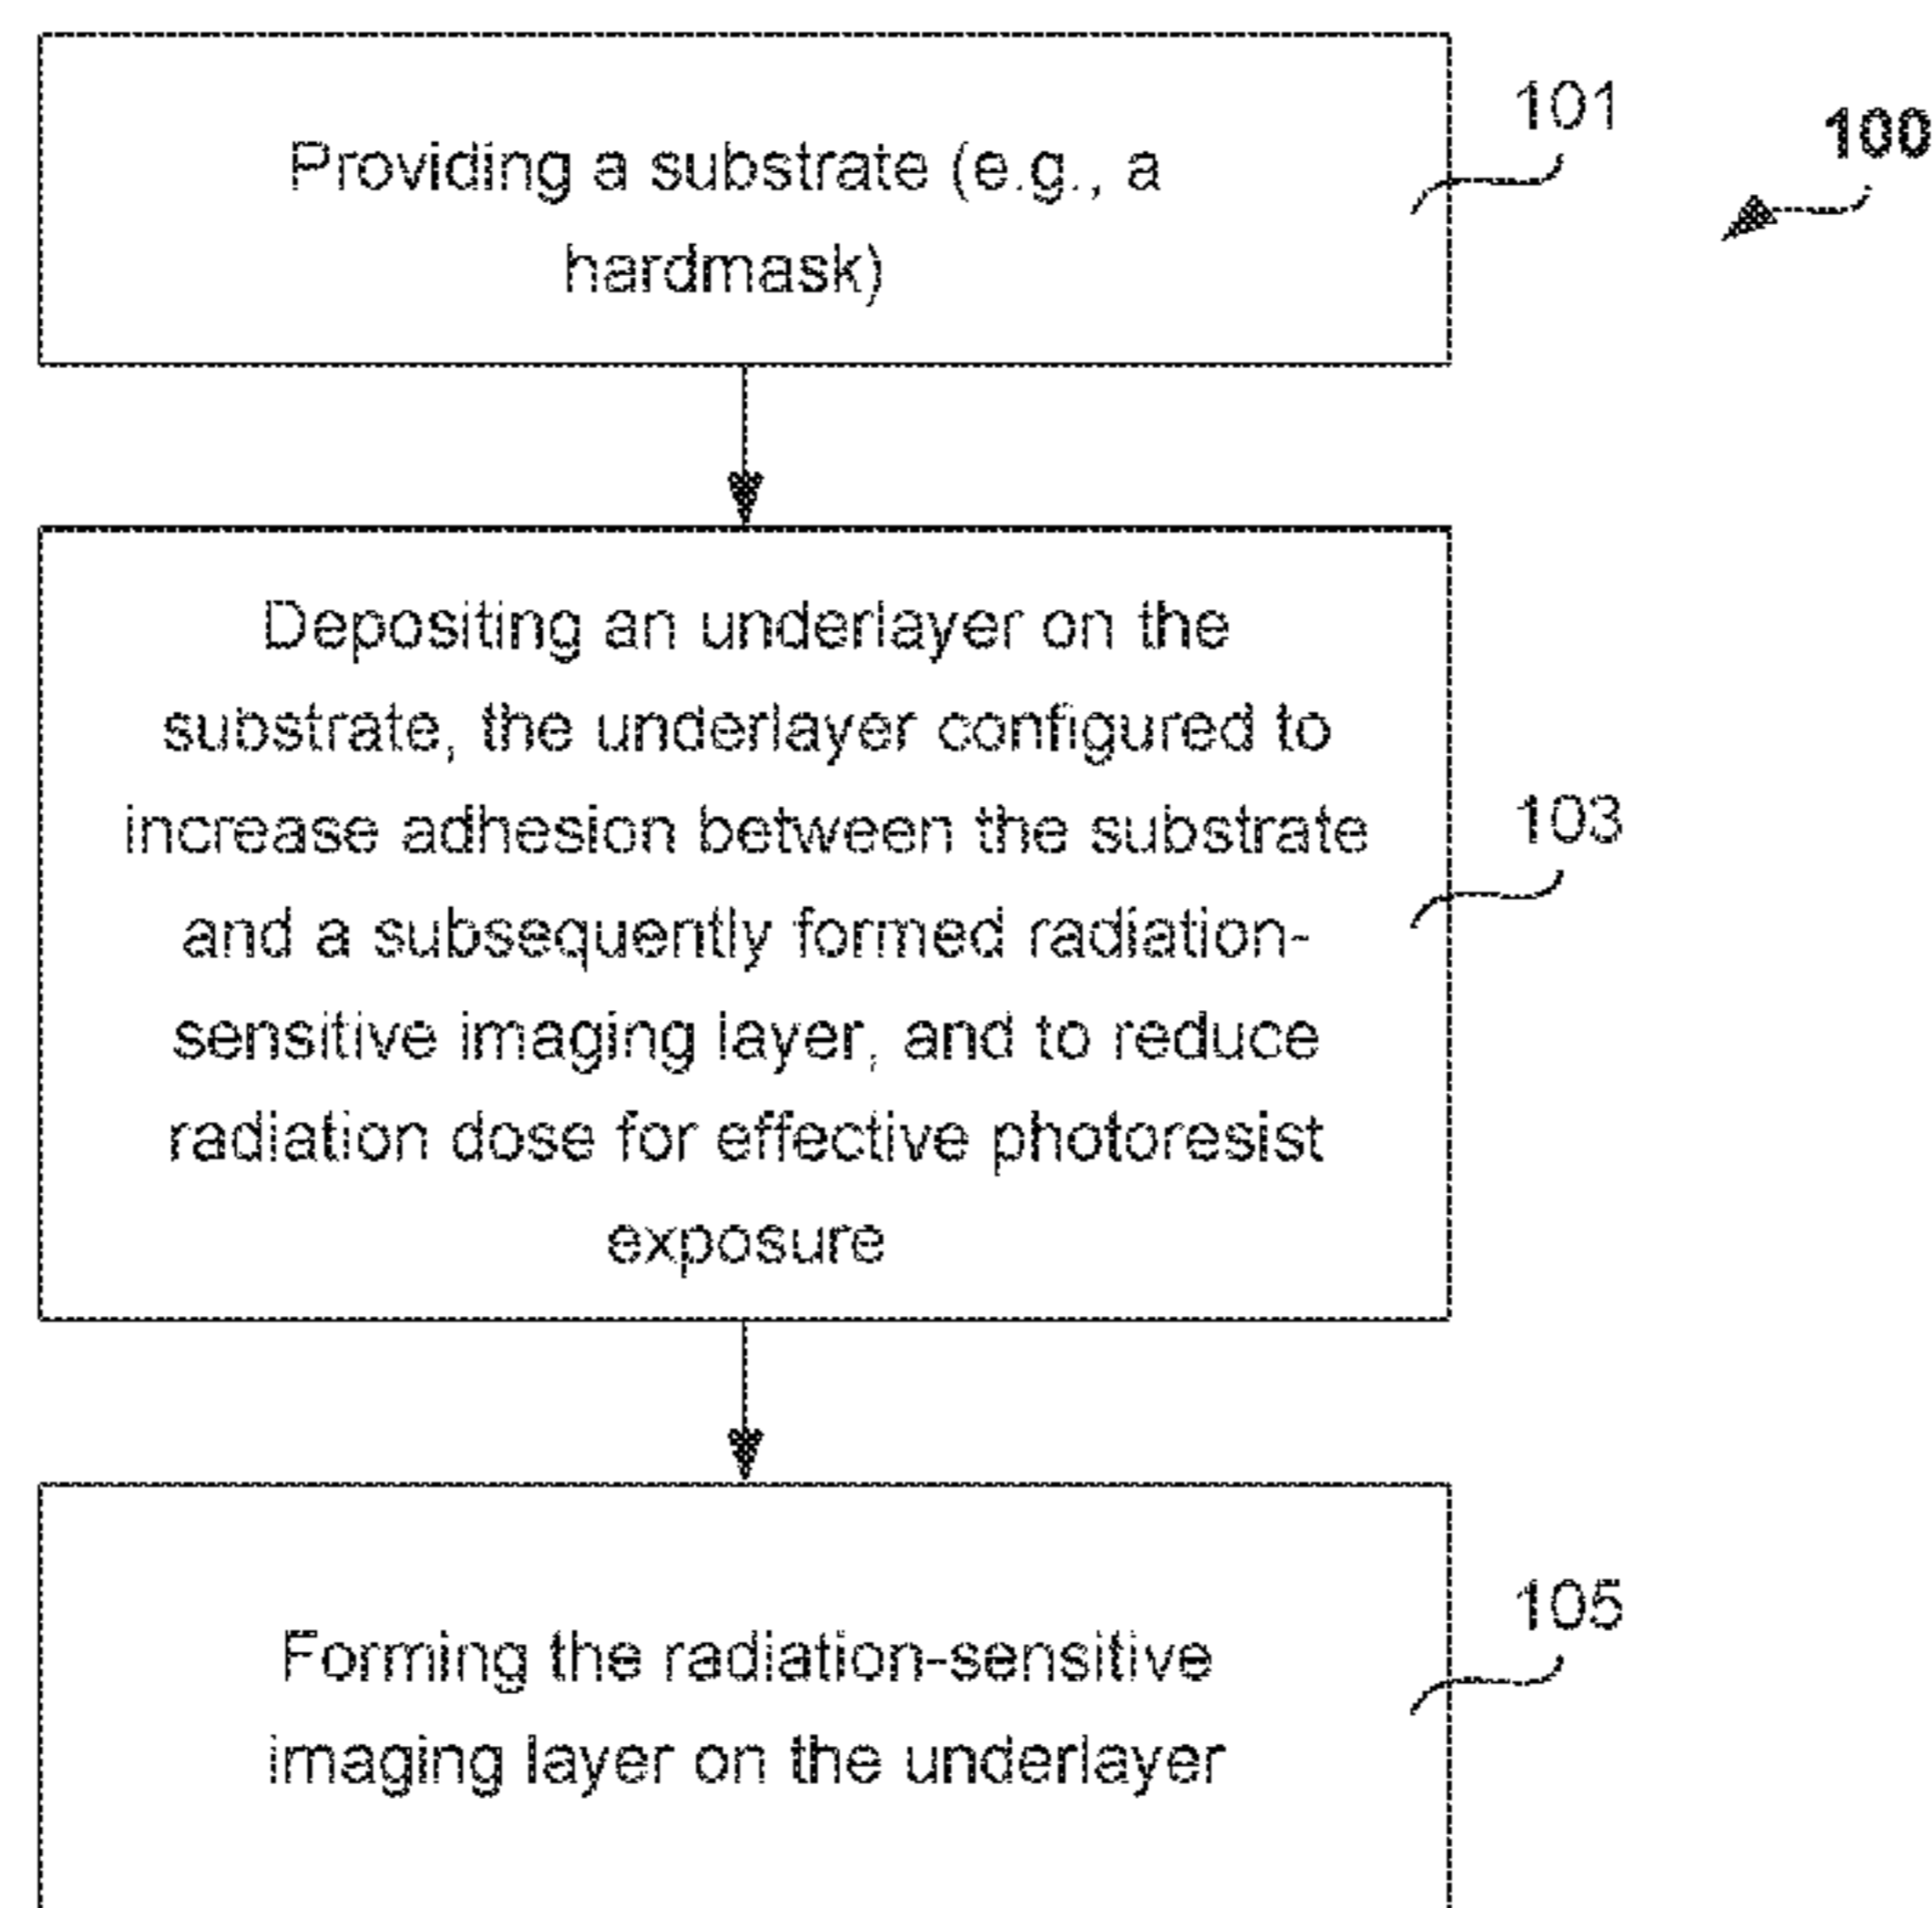 Providing a substrate (e.g., a
hardmask)
101
100
Depositing an underlayer on the
substrate, the underlayer configured to
increase adhesion between the substrate
and a subsequently formed radiation-
sensitive imaging layer, and to reduce
radiation dose for effective photoresist
exposure
103
Forming the radiation-sensitive
imaging layer on the underlayer
105